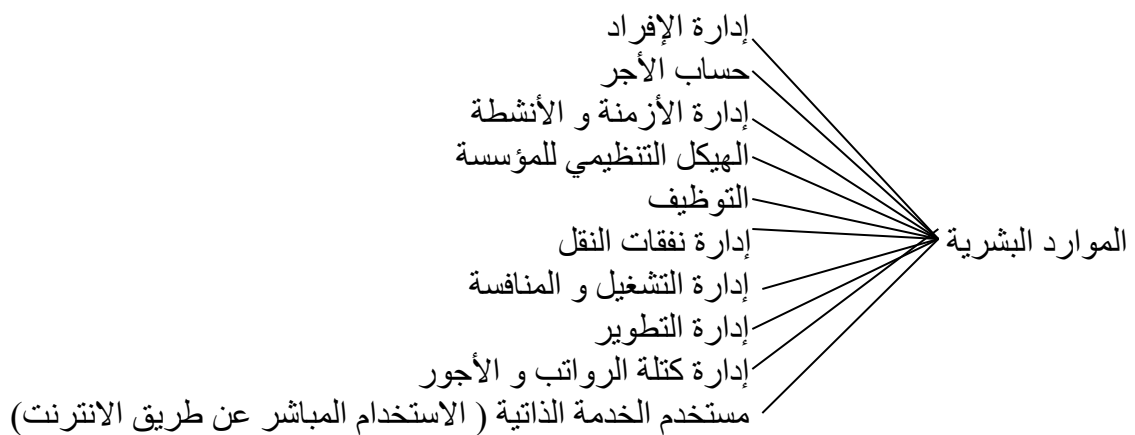 إدارة الإفراد
حساب الأجر
إدارة الأزمنة و الأنشطة
الهيكل التنظيمي للمؤسسة
التوظيف
إدارة نفقات النقل
الموارد البشرية
إدارة التشغيل و المنافسة
إدارة التطوير
إدارة كتلة الرواتب و الأجور
مستخدم الخدمة الذاتية ( الاستخدام المباشر عن طريق الانترنت)